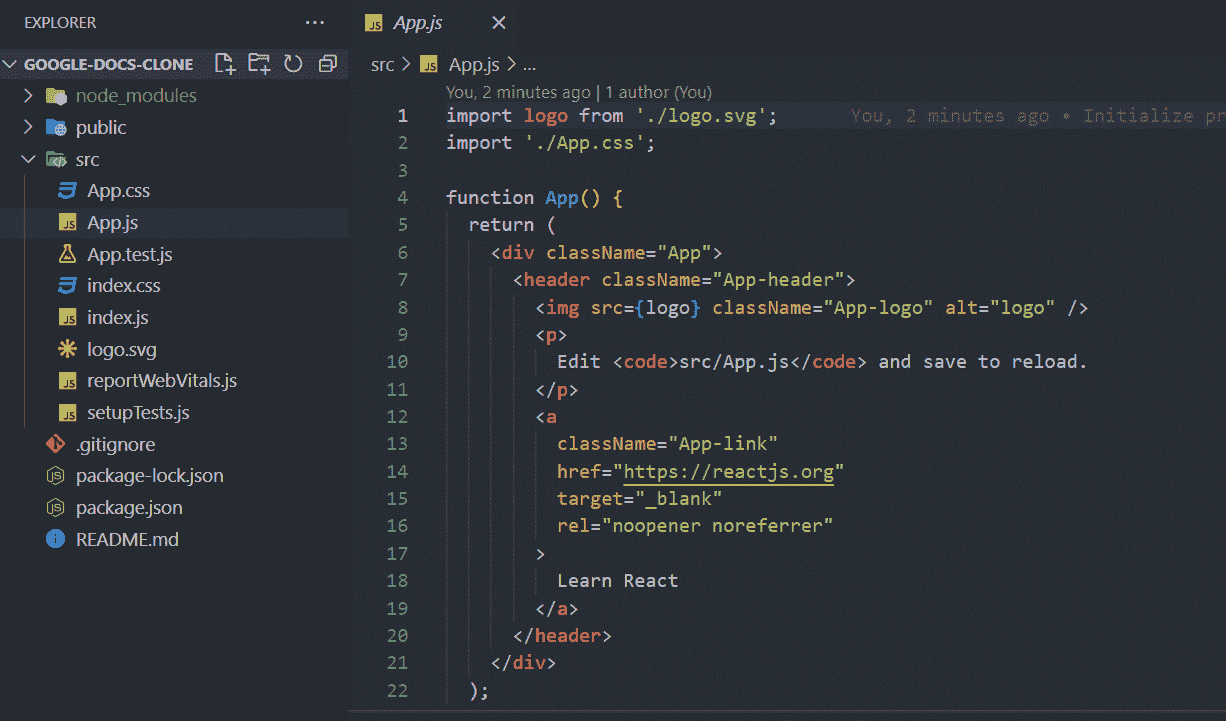 EXPLORER
GOOGLE-DOCS-CLONE
node_modules
public
src
App.css
App.js
App.test.js
index.css
index.js
logo.svg
reportWebVitals.js
setupTests.js
.gitignore
package-lock.json
package.json
README.md
App.js
src > App.js > ...
You, 2 minutes ago | 1 author (You)
1 import logo from './logo.svg'; You, 2 minutes ago • Initialize
2 import './App.css';
3
4 function App() {
5 return (
6 <div className="App">
7 <header className="App-header">
8 <img src={logo} className="App-logo" alt="logo" />
9 <p>
10 Edit <code>src/App.js</code> and save to reload.
11 </p>
12 <a
13 className="App-link"
14 href="https://reactjs.org"
15 target="_blank"
16 rel="noopener noreferrer"
17 >
18 Learn React
19 </a>
20 </header>
21 </div>
22 );